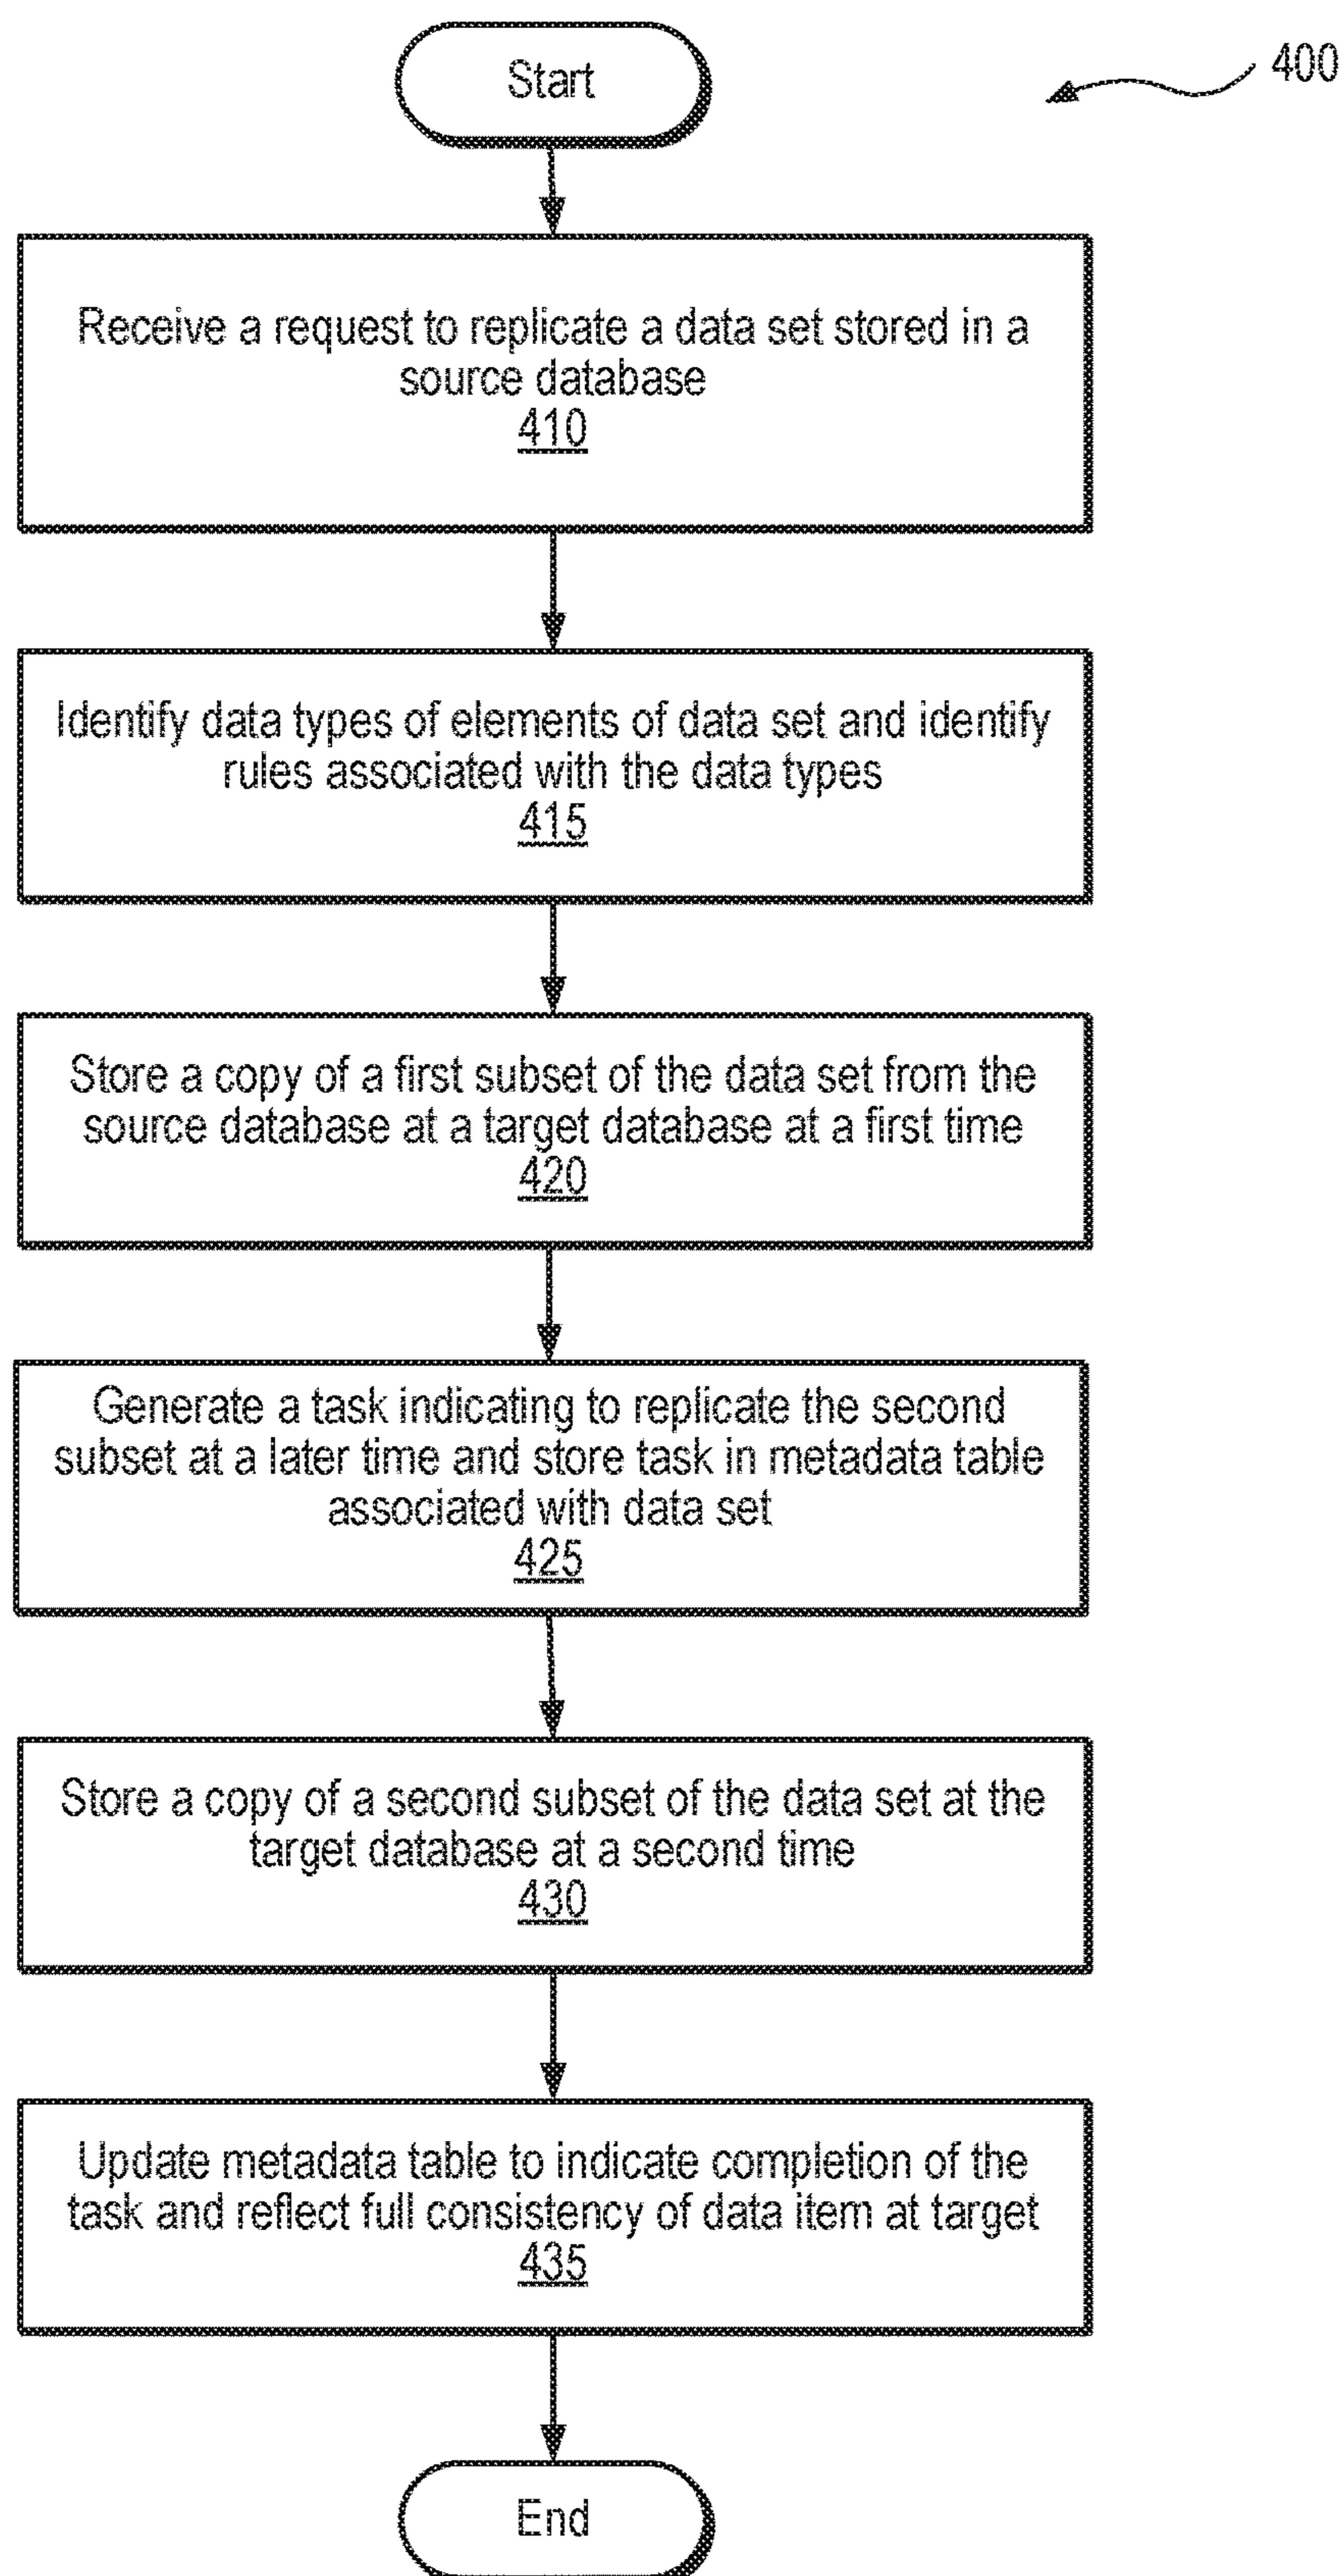 Start
400
Receive a request to replicate a data set stored in a
source database
410
Identify data types of elements of data set and identify
rules associated with the data types
415
Store a copy of a first subset of the data set from the
source database at a target database at a first time
420
Generate a task indicating to replicate the second
subset at a later time and store task in metadata table
associated with data set
425
Store a copy of a second subset of the data set at the
target database at a second time
430
Update metadata table to indicate completion of the
task and reflect full consistency of data item at target
435
End